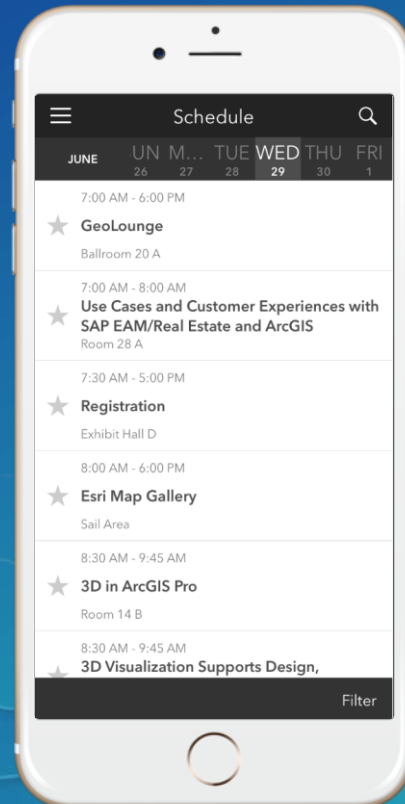 Schedule
JUNE
UN M... TUE WED THU FRI
26 27 28 29 30 1
7:00 AM - 6:00 PM
GeoLounge
Ballroom 20 A
7:00 AM - 8:00 AM
Use Cases and Customer Experiences with
SAP EAM/Real Estate and ArcGIS
Room 28 A
7:30 AM - 5:00 PM
Registration
Exhibit Hall D
8:00 AM - 6:00 PM
Esri Map Gallery
Sail Area
8:30 AM - 9:45 AM
3D in ArcGIS Pro
Room 14 B
8:30 AM - 9:45 AM
3D Visualization Supports Design,
Filter